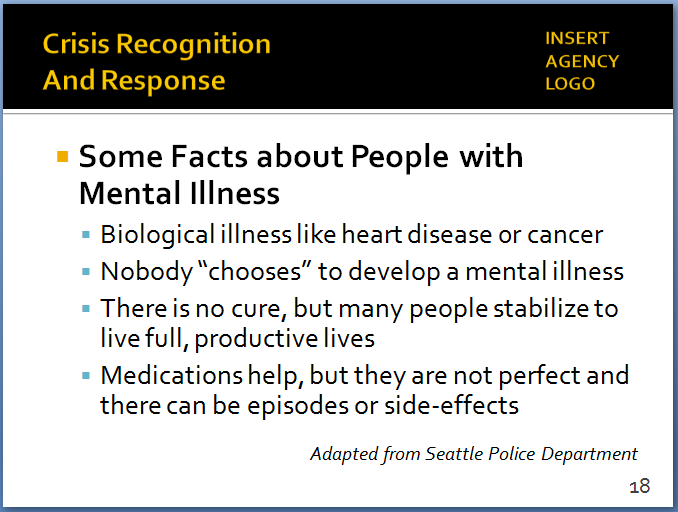 Crisis Recognition
And Response
INSERT
AGENCY
LOGO
Some Facts about People with
Mental Illness
Biological illness like heart disease or cancer
Nobody “chooses” to develop a mental illness
There is no cure, but many people stabilize to
live full, productive lives
Medications help, but they are not perfect and
there can be episodes or side-effects
Adapted from Seattle Police Department
18